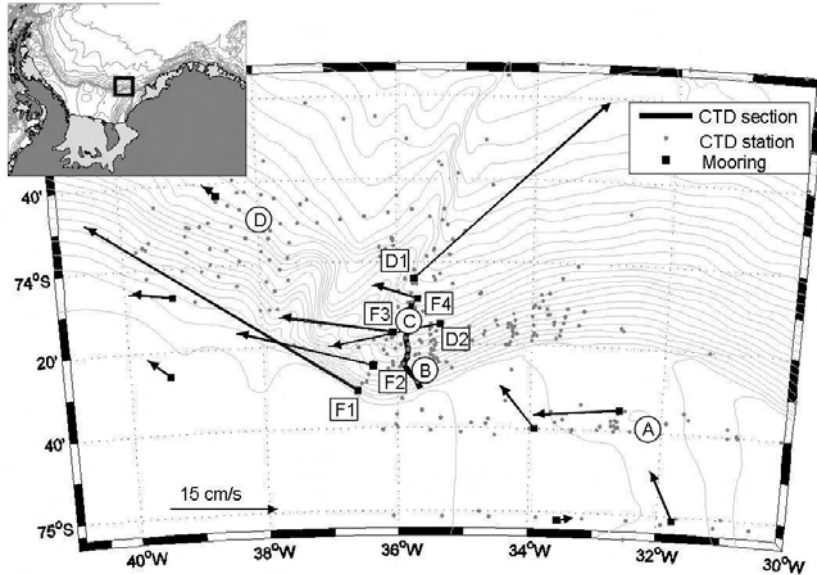 CTD section
CTD station
Mooring
40'
D
D1
74°S
F4
F3
C
D2
20'
B
F2
F1
A
40'
15 cm/s
75°S
40°W
38°W
36°W
34°W
32°W
30°W